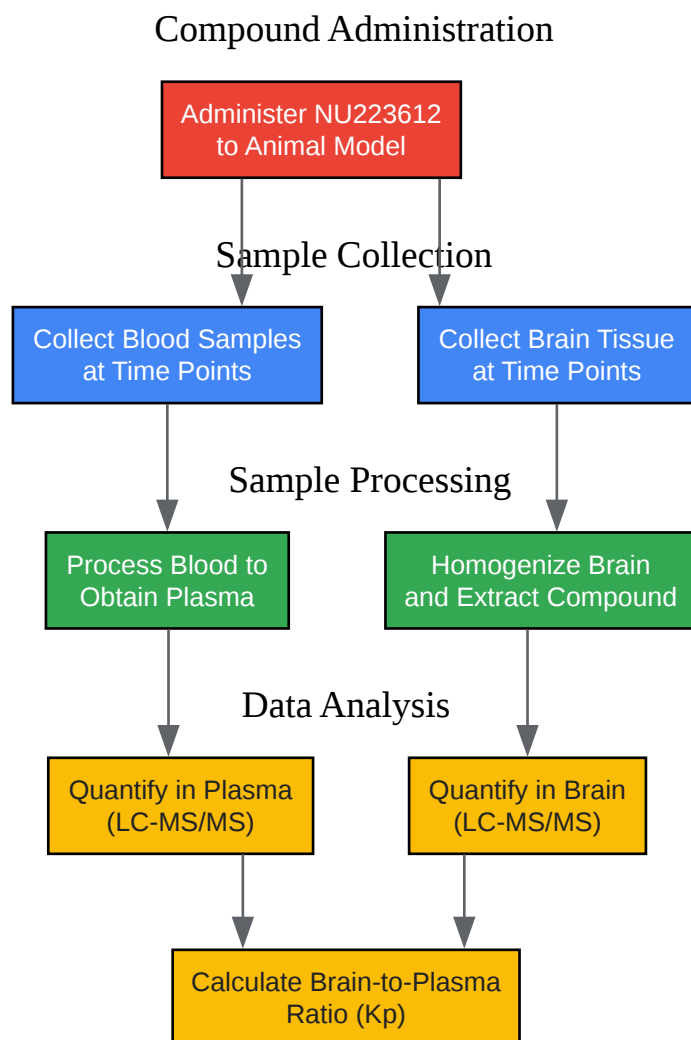 Compound Administration
Administer NU223612
to Animal Model
Sample Collection
Collect Blood Samples
at Time Points
Collect Brain Tissue
at Time Points
Sample Processing
Process Blood to
Obtain Plasma
Homogenize Brain
and Extract Compound
Data Analysis
Quantify in Plasma
(LC-MS/MS)
Quantify in Brain
(LC-MS/MS)
Calculate Brain-to-Plasma
Ratio (Kp)